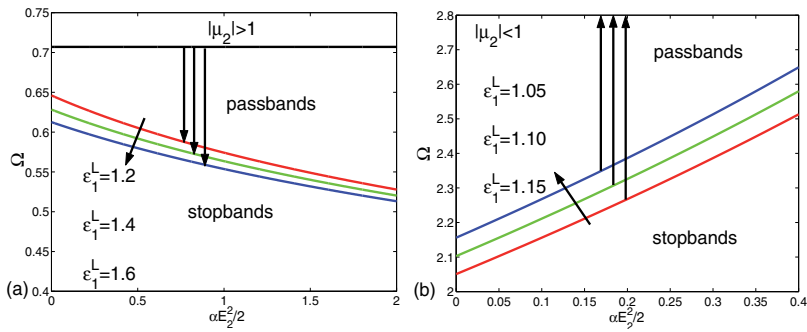 |μ₂|>1
0.75
0.7
0.65
0.6
0.55
0.5
0.45
0.4
Ω
passbands
ε₁ᴸ=1.2
ε₁ᴸ=1.4
ε₁ᴸ=1.6
stopbands
(a)
0 0.5 1 1.5 2
αE₂²/2
|μ₂|<1
2.8
2.7
2.6
2.5
2.4
2.3
2.2
2.1
2
Ω
passbands
ε₁ᴸ=1.05
ε₁ᴸ=1.10
ε₁ᴸ=1.15
stopbands
(b)
0 0.05 0.1 0.15 0.2 0.25 0.3 0.35 0.4
αE₂²/2